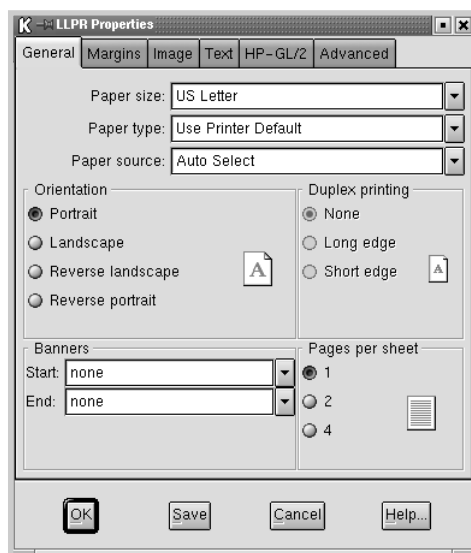 K LLPR Properties
General Margins Image Text HP-GL/2 Advanced
Paper size: US Letter
Paper type: Use Printer Default
Paper source: Auto Select
Orientation
Portrait
Landscape
Reverse landscape
Reverse portrait
A
Duplex printing
None
Long edge
Short edge
A
Banners
Start: none
End: none
Pages per sheet
1
2
4
OK Save Cancel Help...